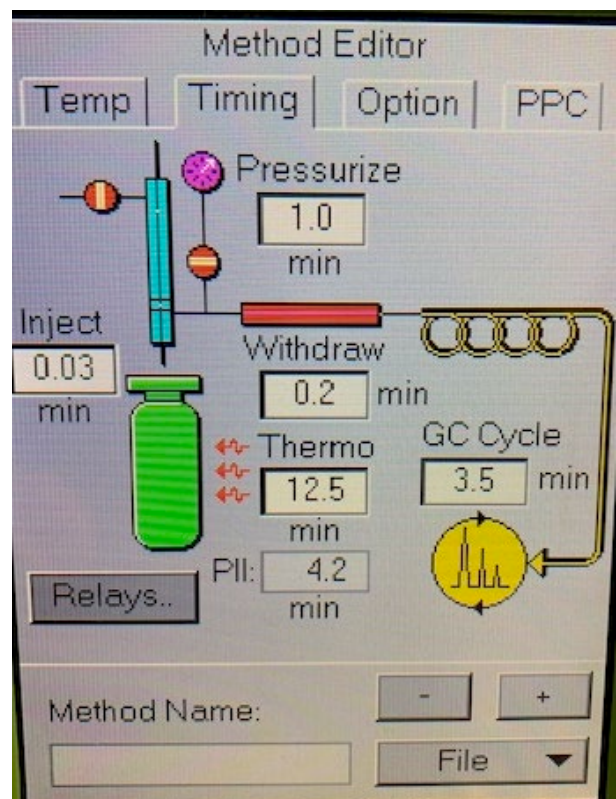 Method Editor
Temp Timing Option PPC
Pressurize
1.0
min
Inject
0.03
min
Withdraw
0.2 min
Thermo
12.5
min
GC Cycle
3.5 min
PII: 4.2
min
Relays..
- +
Method Name:
File